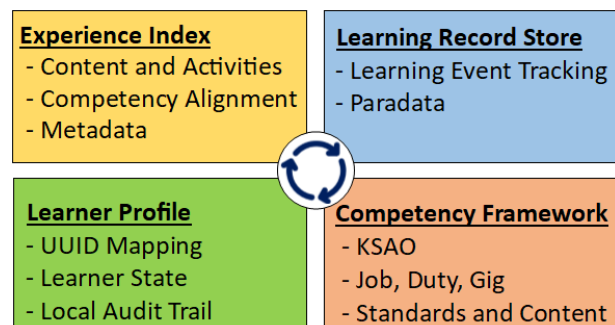 Experience Index
- Content and Activities
- Competency Alignment
- Metadata
Learning Record Store
- Learning Event Tracking
- Paradata
Learner Profile
- UUID Mapping
- Learner State
- Local Audit Trail
Competency Framework
- KSAO
- Job, Duty, Gig
- Standards and Content